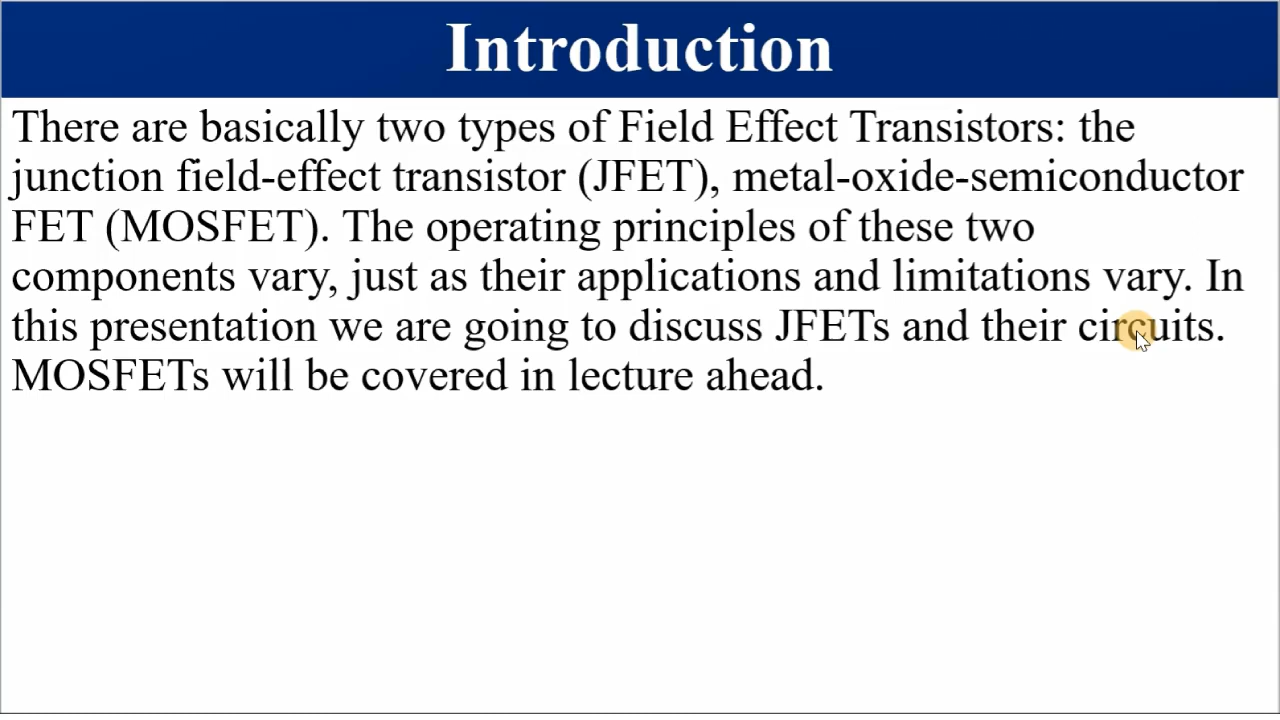 Introduction
There are basically two types of Field Effect Transistors: the
junction field-effect transistor (JFET), metal-oxide-semiconductor
FET (MOSFET). The operating principles of these two
components vary, just as their applications and limitations vary. In
this presentation we are going to discuss JFETs and their circuits.
MOSFETs will be covered in lecture ahead.